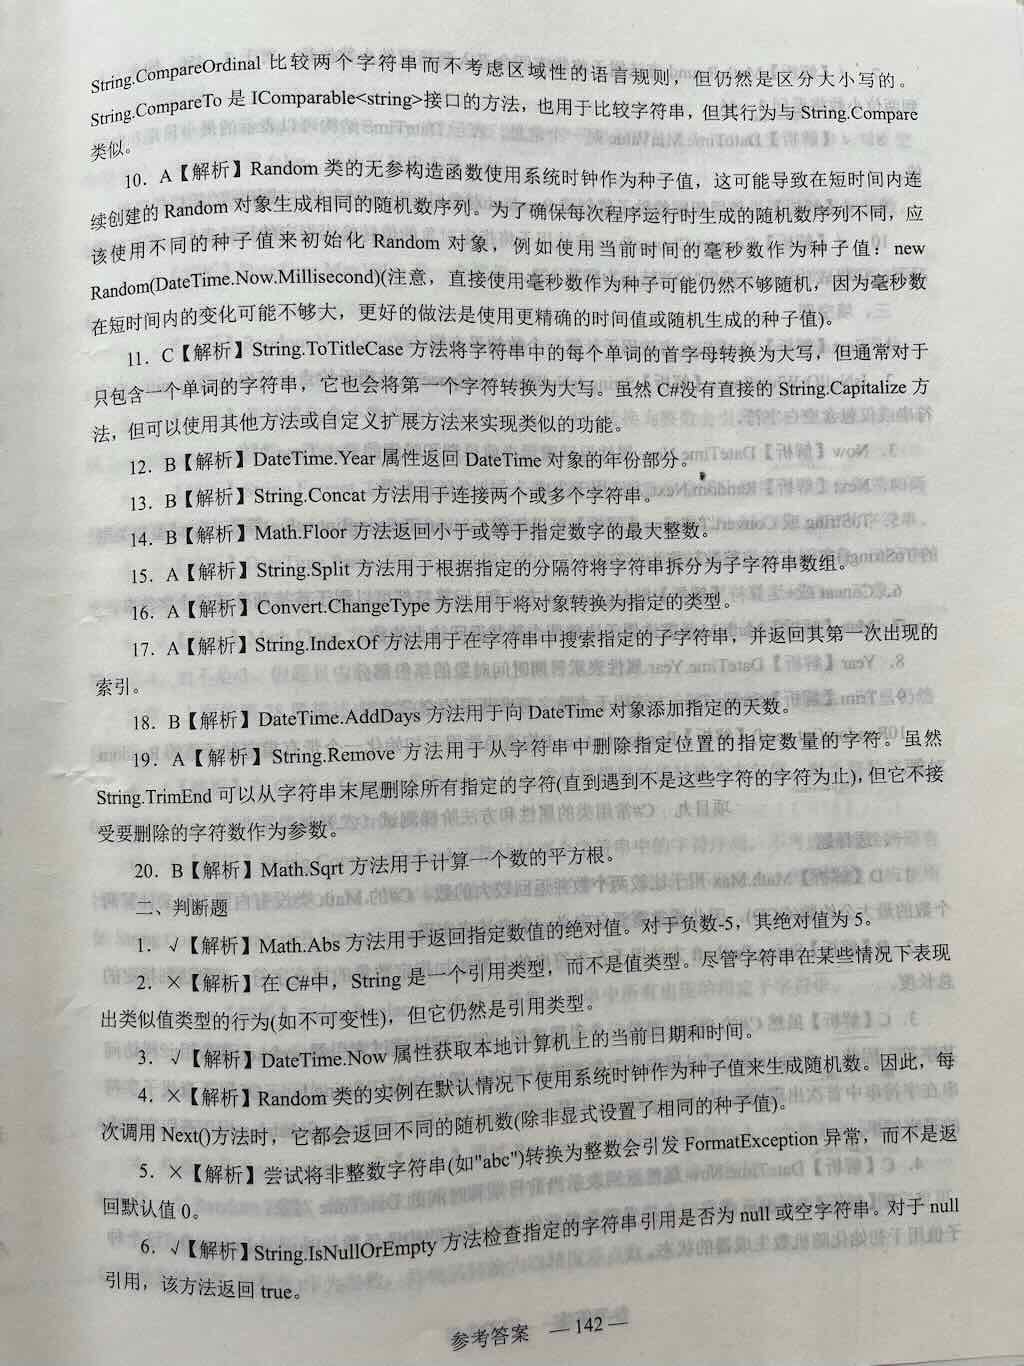 String.CompareOrdinal 比较两个字符串而不考虑区域性的语言规则，但仍然是区分大小写的。
String.CompareTo 是 IComparable<string>接口的方法，也用于比较字符串，但其行为与 String.Compare
类似。
10．A【解析】Random 类的无参构造函数使用系统时钟作为种子值，这可能导致在短时间内连
续创建的 Random 对象生成相同的随机数序列。为了确保每次程序运行时生成的随机数序列不同，应
该使用不同的种子值来初始化 Random 对象，例如使用当前时间的毫秒数作为种子值：new
Random(DateTime.Now.Millisecond)(注意，直接使用毫秒数作为种子可能仍然不够随机，因为毫秒数
在短时间内的变化可能不够大，更好的做法是使用更精确的时间值或随机生成的种子值)。
11．C【解析】String.ToTitleCase 方法将字符串中的每个单词的首字母转换为大写，但通常对于
只包含一个单词的字符串，它也会将第一个字符转换为大写。虽然 C#没有直接的 String.Capitalize 方
法，但可以使用其他方法或自定义扩展方法来实现类似的功能。
12．B【解析】DateTime.Year 属性返回 DateTime 对象的年份部分。
13．B【解析】String.Concat 方法用于连接两个或多个字符串。
14．B【解析】Math.Floor 方法返回小于或等于指定数字的最大整数。
15．A【解析】String.Split 方法用于根据指定的分隔符将字符串拆分为子字符串数组。
16．A【解析】Convert.ChangeType 方法用于将对象转换为指定的类型。
17．A【解析】String.IndexOf 方法用于在字符串中搜索指定的子字符串，并返回其第一次出现的
索引。
18．B【解析】DateTime.AddDays 方法用于向 DateTime 对象添加指定的天数。
19．A【解析】String.Remove 方法用于从字符串中删除指定位置的指定数量的字符。虽然
String.TrimEnd 可以从字符串末尾删除所有指定的字符(直到遇到不是这些字符的字符为止)，但它不接
受要删除的字符数作为参数。
20．B【解析】Math.Sqrt 方法用于计算一个数的平方根。
二、判断题
1．√【解析】Math.Abs 方法用于返回指定数值的绝对值。对于负数-5，其绝对值为 5。
2．×【解析】在 C#中，String 是一个引用类型，而不是值类型。尽管字符串在某些情况下表现
出类似值类型的行为(如不可变性)，但它仍然是引用类型。
3．√【解析】DateTime.Now 属性获取本地计算机上的当前日期和时间。
4．×【解析】Random 类的实例在默认情况下使用系统时钟作为种子值来生成随机数。因此，每
次调用 Next()方法时，它都会返回不同的随机数(除非显式设置了相同的种子值)。
5．×【解析】尝试将非整数字符串(如"abc")转换为整数会引发 FormatException 异常，而不是返
回默认值 0。
6．√【解析】String.IsNullOrEmpty 方法检查指定的字符串引用是否为 null 或空字符串。对于 null
引用，该方法返回 true。
参考答案 — 142 —